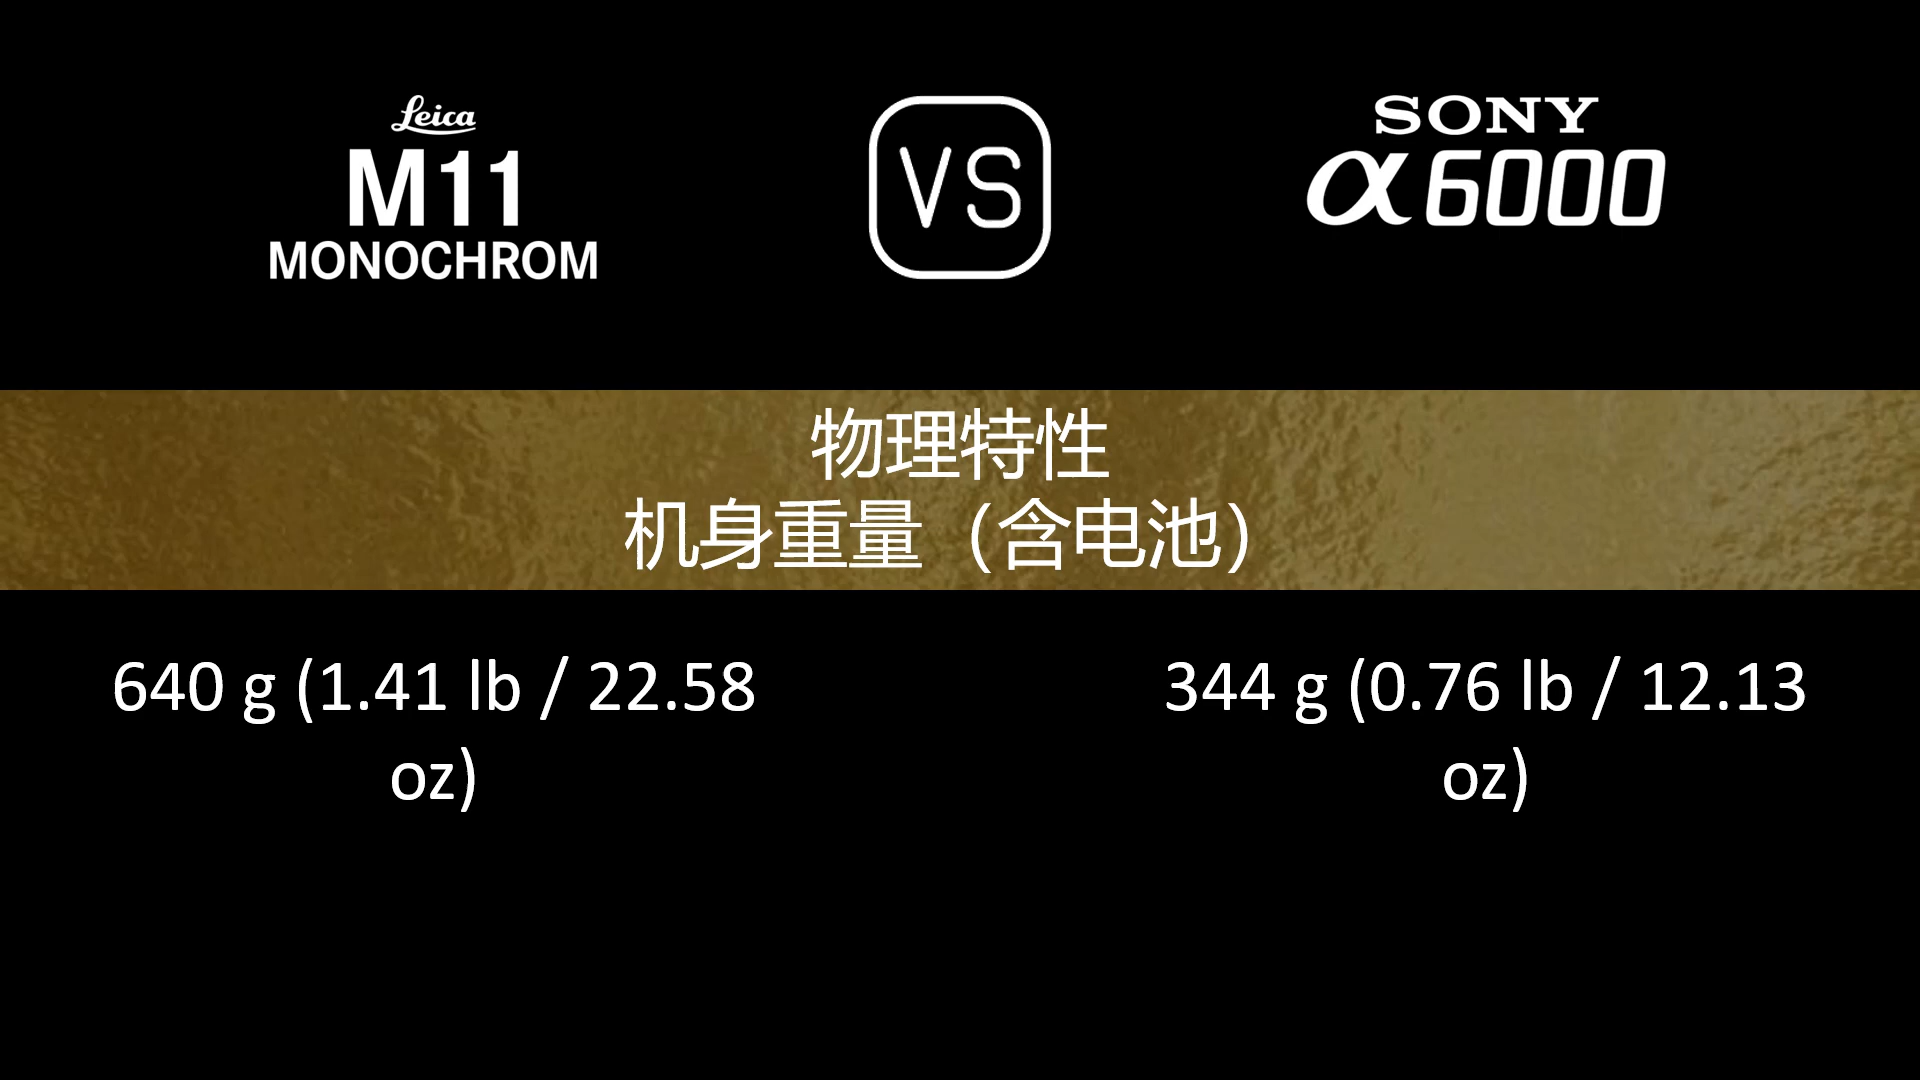 Leica
M11
MONOCHROM
VS
SONY
α6000
物理特性
机身重量（含电池）
640 g (1.41 lb / 22.58
oz)
344 g (0.76 lb / 12.13
oz)